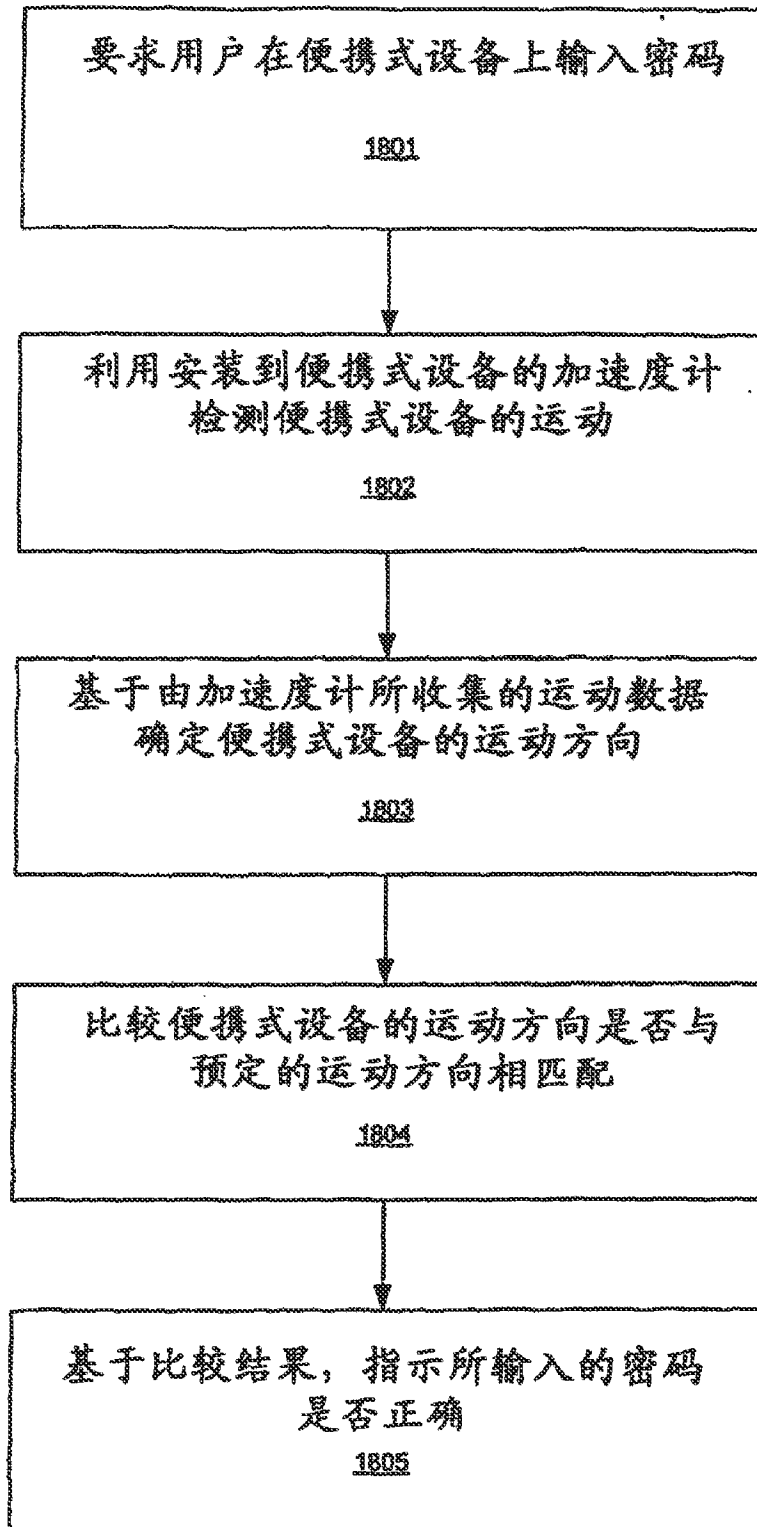 要求用户在便携式设备上输入密码
1801
利用安装到便携式设备的加速度计
检测便携式设备的运动
1802
基于由加速度计所收集的运动数据
确定便携式设备的运动方向
1803
比较便携式设备的运动方向是否与
预定的运动方向相匹配
1804
基于比较结果，指示所输入的密码
是否正确
1805